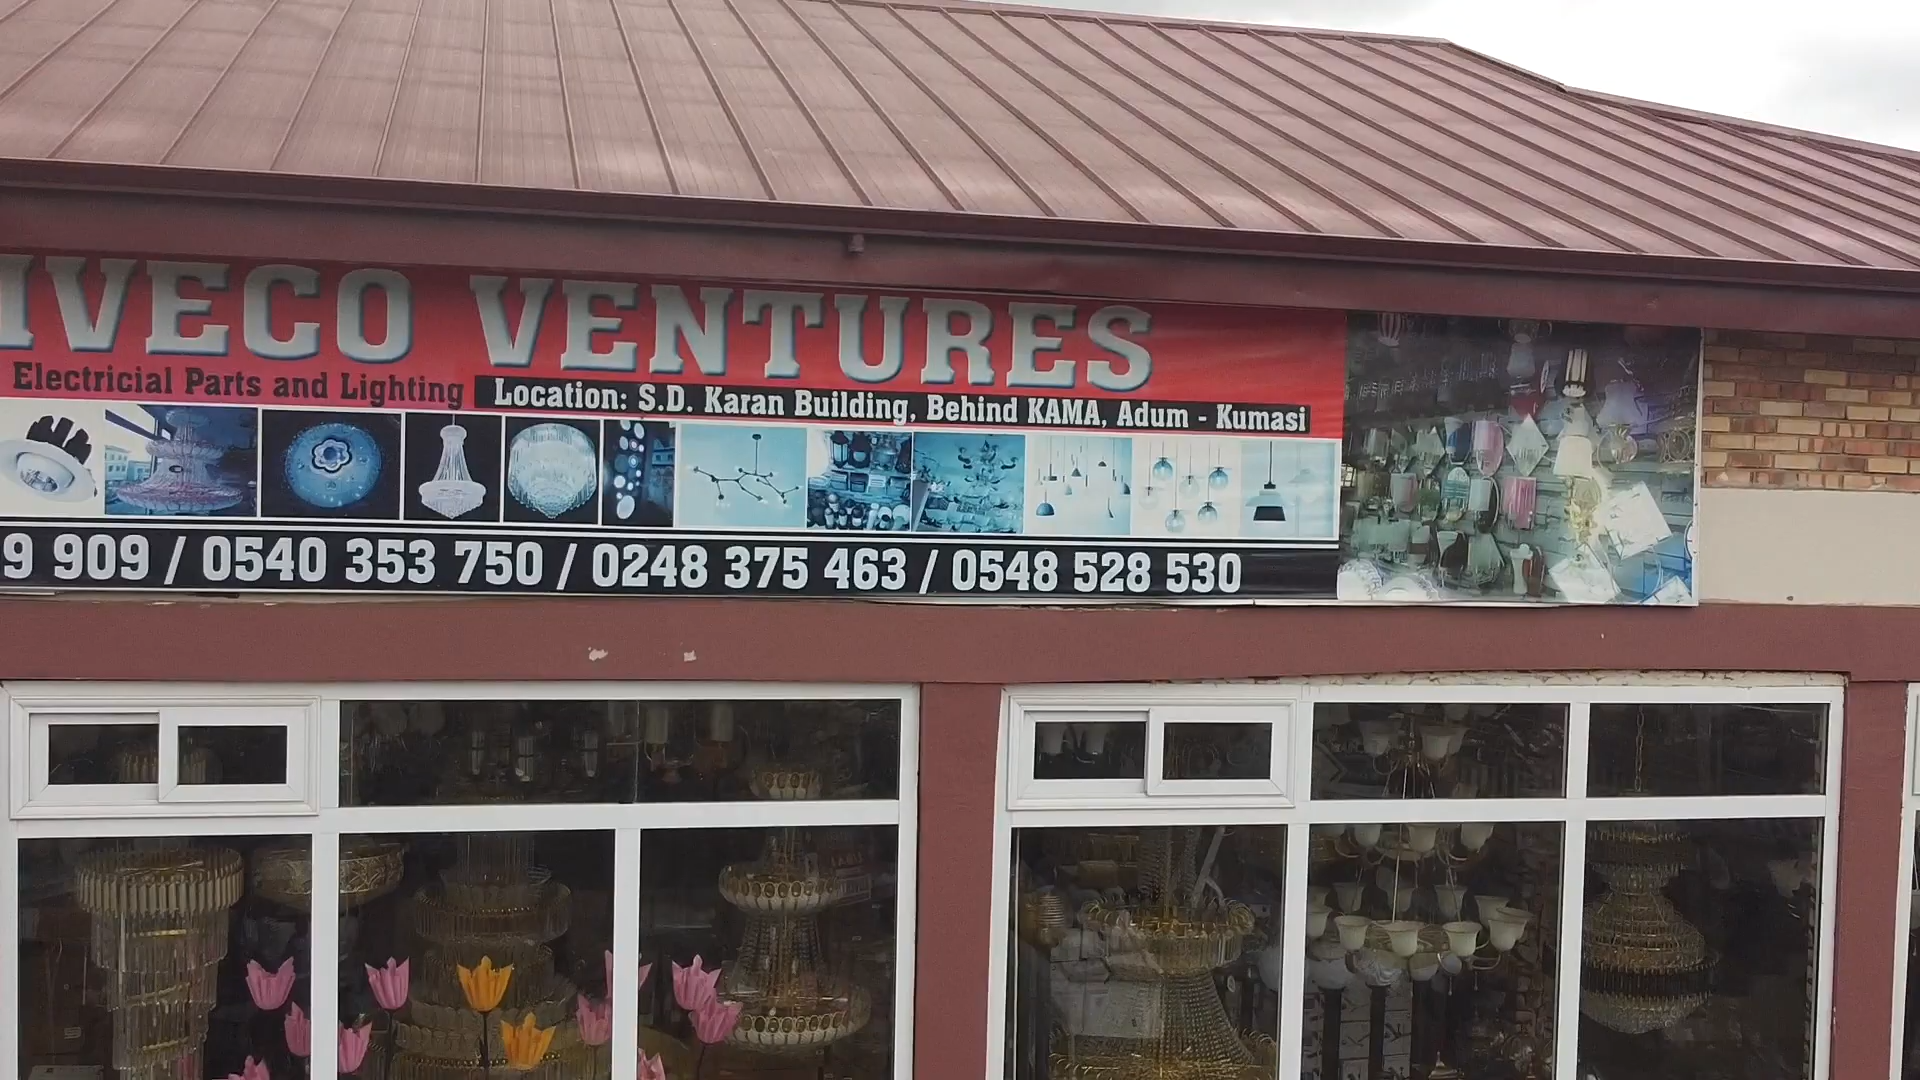 IVECO VENTURES
Electricial Parts and Lighting
Location: S.D. Karan Building, Behind KAMA, Adum - Kumasi
9 909 / 0540 353 750 / 0248 375 463 / 0548 528 530